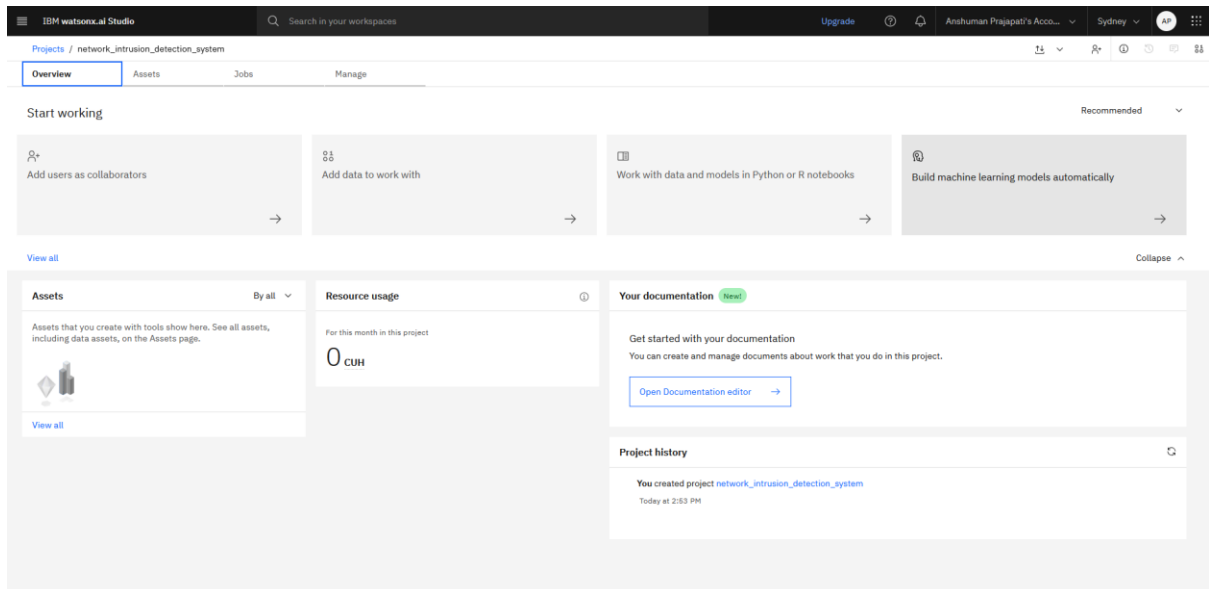 IBM watsonx.ai Studio
Search in your workspaces
Upgrade
Anshuman Prajapati's Acco...
Sydney
AP
Projects / network_intrusion_detection_system
Overview
Assets
Jobs
Manage
Start working
Recommended
Add users as collaborators
Add data to work with
Work with data and models in Python or R notebooks
Build machine learning models automatically
View all
Collapse
Assets
By all
Assets that you create with tools show here. See all assets,
including data assets, on the Assets page.
View all
Resource usage
For this month in this project
0 CUH
Your documentation
New!
Get started with your documentation
You can create and manage documents about work that you do in this project.
Open Documentation editor
Project history
You created project network_intrusion_detection_system
Today at 2:53 PM